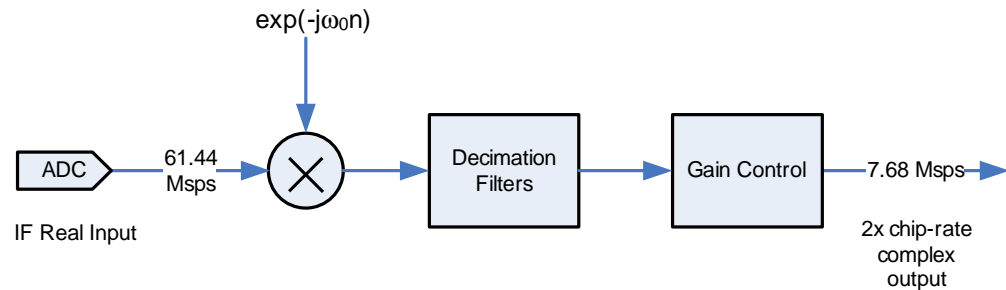 exp(-jω₀n)
ADC
61.44
Msps
Decimation
Filters
Gain Control
7.68 Msps
IF Real Input
2x chip-rate
complex
output